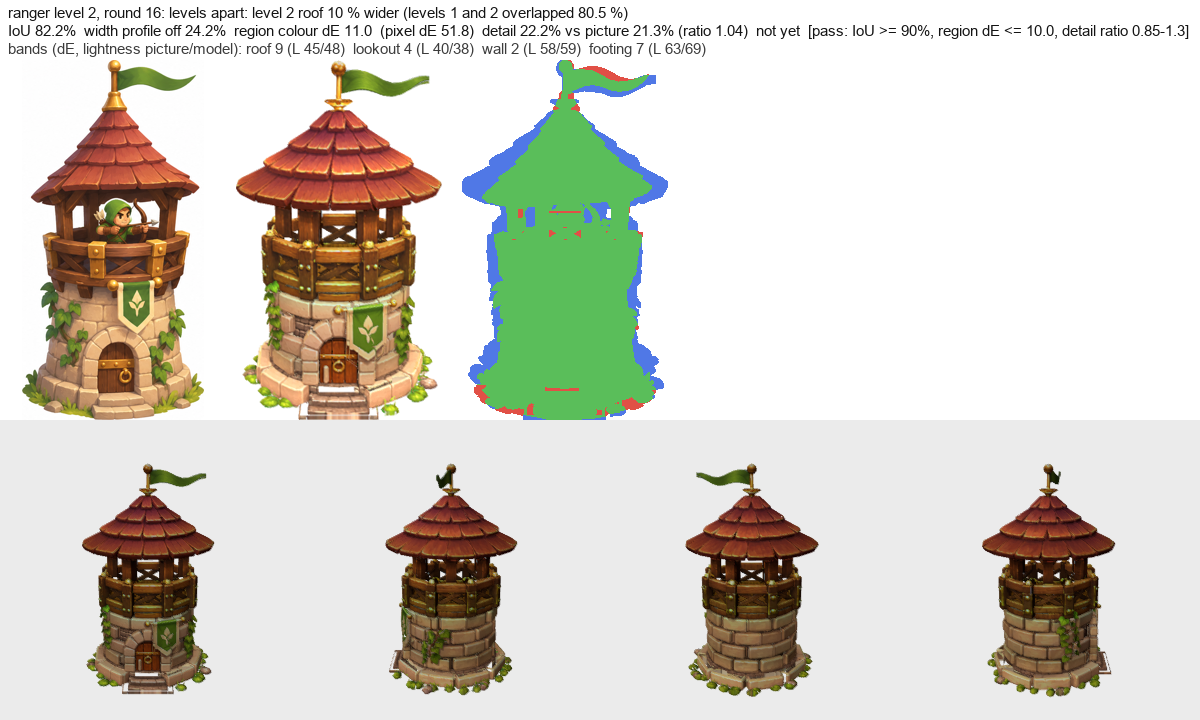 ranger level 2, round 16: levels apart: level 2 roof 10 % wider (levels 1 and 2 overlapped 80.5 %)
IoU 82.2%  width profile off 24.2%  region colour dE 11.0  (pixel dE 51.8)  detail 22.2% vs picture 21.3% (ratio 1.04)  not yet  [pass: IoU >= 90%, region dE <= 10.0, detail ratio 0.85-1.3]
bands (dE, lightness picture/model): roof 9 (L 45/48)  lookout 4 (L 40/38)  wall 2 (L 58/59)  footing 7 (L 63/69)